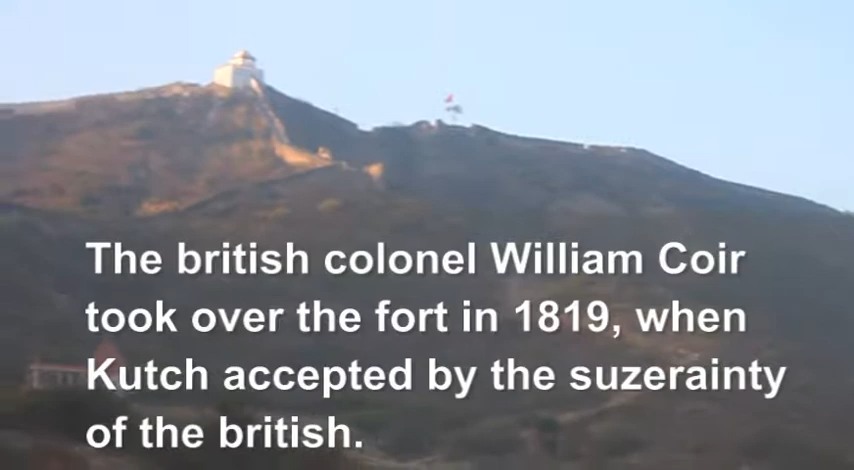 The british colonel William Coir
took over the fort in 1819, when
Kutch accepted by the suzerainty
of the british.